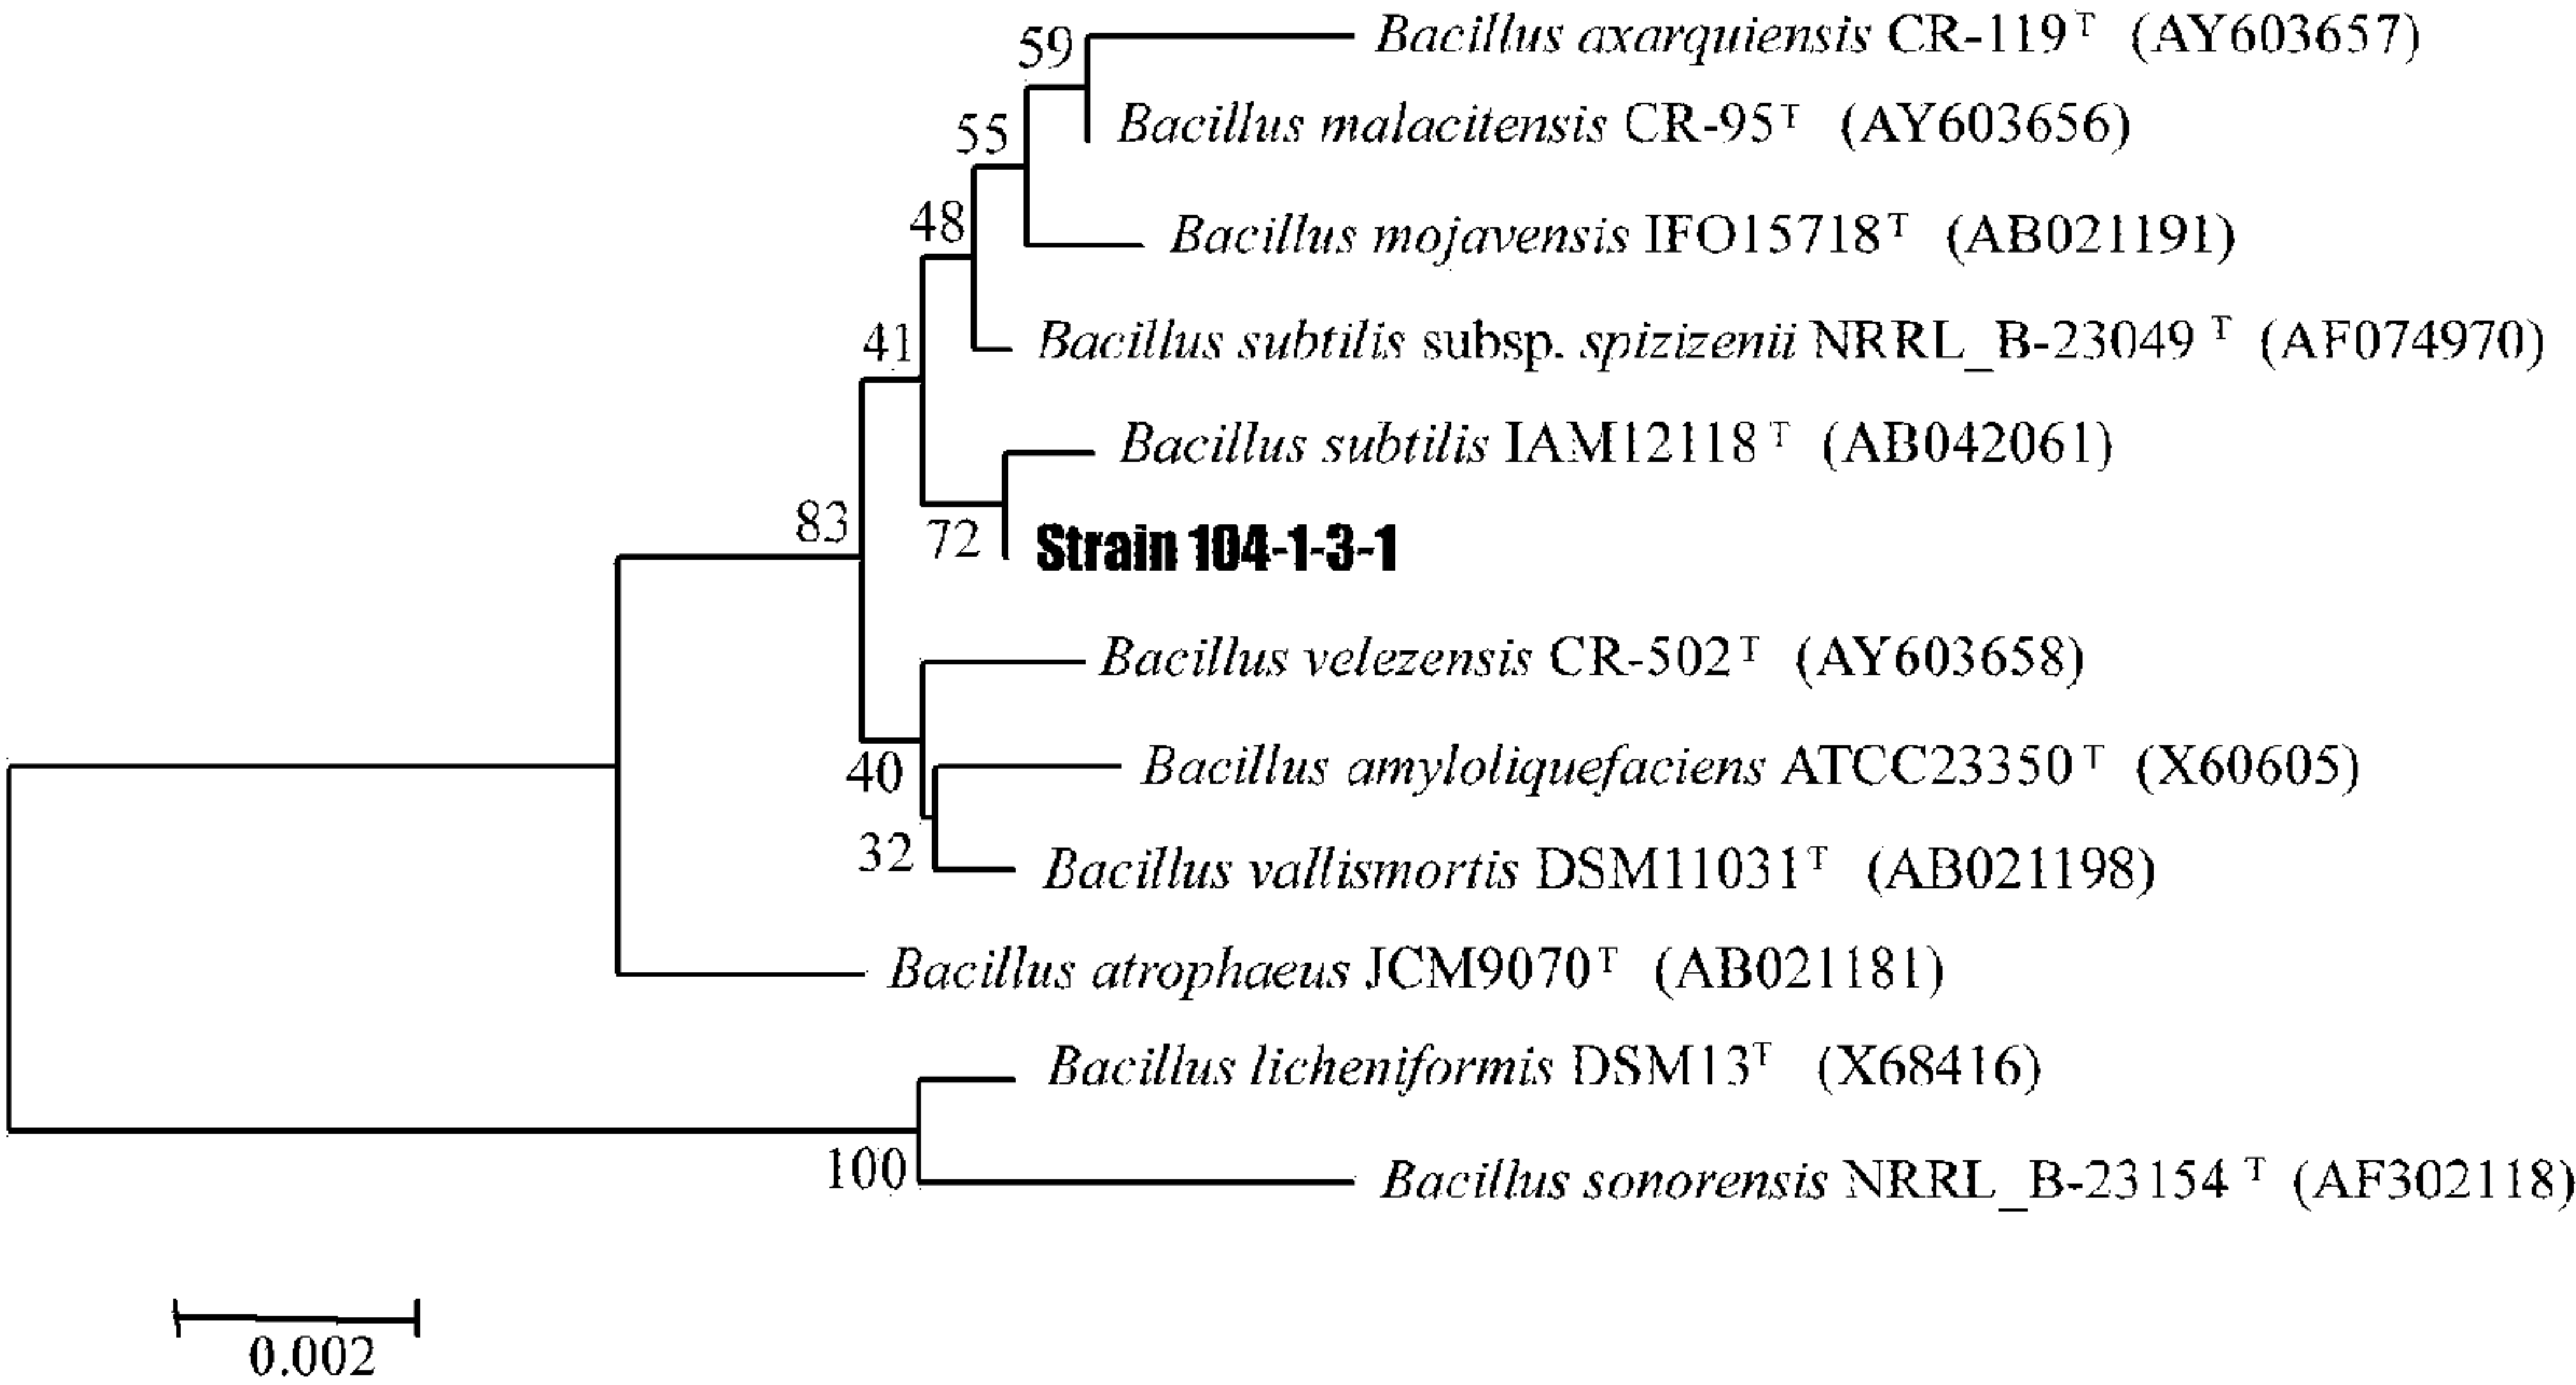 59
Bacillus axarquiensis CR-119ᵀ (AY603657)
55
Bacillus malacitensis CR-95ᵀ (AY603656)
48
Bacillus mojavensis IFO15718ᵀ (AB021191)
41
Bacillus subtilis subsp. spizizenii NRRL_B-23049 ᵀ (AF074970)
Bacillus subtilis IAM12118 ᵀ (AB042061)
83
72
Strain 104-1-3-1
Bacillus velezensis CR-502ᵀ (AY603658)
40
Bacillus amyloliquefaciens ATCC23350ᵀ (X60605)
32
Bacillus vallismortis DSM11031ᵀ (AB021198)
Bacillus atrophaeus JCM9070ᵀ (AB021181)
Bacillus licheniformis DSM13ᵀ (X68416)
100
Bacillus sonorensis NRRL_B-23154 ᵀ (AF302118)
0.002